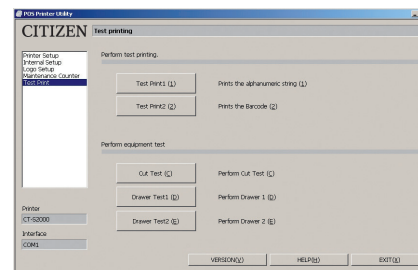 POS Printer Utility
CITIZEN
Test printing
Printer Setup
Internal Setup
Logo Setup
Maintenance Counter
Test Print
Perform test printing.
Test Print1 (1)
Prints the alphanumeric string (1)
Test Print2 (2)
Prints the Barcode (2)
Perform equipment test
Cut Test (C)
Perform Cut Test (C)
Drawer Test1 (D)
Perform Drawer 1 (D)
Drawer Test2 (E)
Perform Drawer 2 (E)
Printer
CT-S2000
Interface
COM1
VERSION(V)
HELP(H)
EXIT(X)